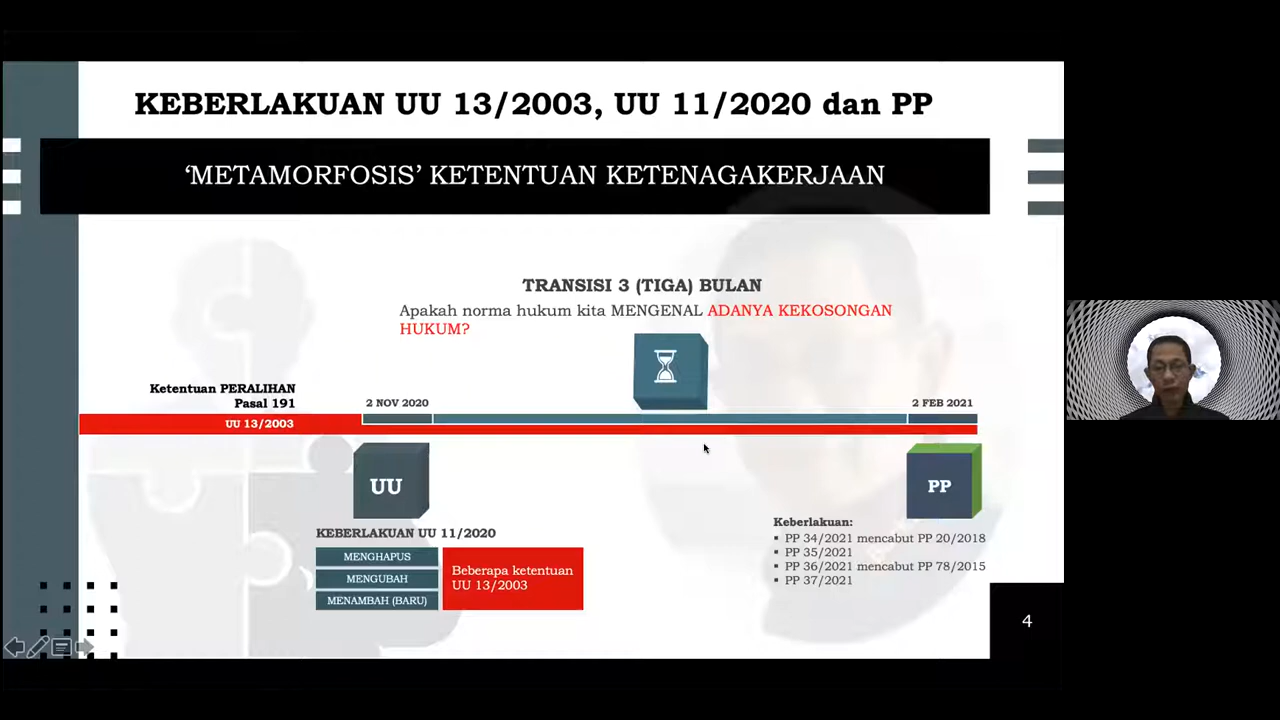 KEBERLAKUAN UU 13/2003, UU 11/2020 dan PP
‘METAMORFOSIS’ KETENTUAN KETENAGAKERJAAN
TRANSISI 3 (TIGA) BULAN
Apakah norma hukum kita MENGENAL ADANYA KEKOSONGAN
HUKUM?
Ketentuan PERALIHAN
Pasal 191
UU 13/2003
2 NOV 2020
2 FEB 2021
UU
PP
KEBERLAKUAN UU 11/2020
MENGHAPUS
MENGUBAH
MENAMBAH (BARU)
Beberapa ketentuan
UU 13/2003
Keberlakuan:
▪ PP 34/2021 mencabut PP 20/2018
▪ PP 35/2021
▪ PP 36/2021 mencabut PP 78/2015
▪ PP 37/2021
4